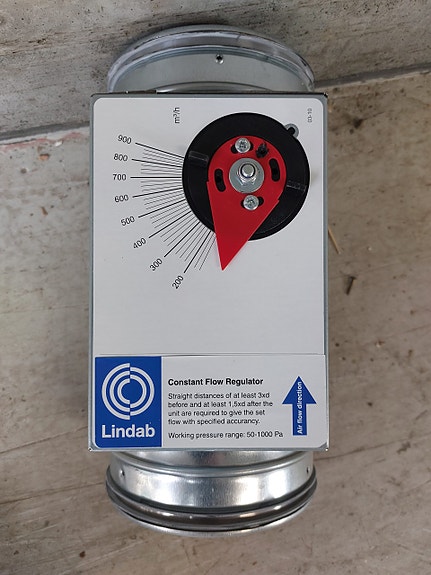 m³/h
900
800
700
600
500
400
300
200
Lindab
Constant Flow Regulator
Straight distances of at least 3xd
before and at least 1,5xd after the
unit are required to give the set
flow with specified accurancy.
Working pressure range: 50-1000 Pa
Air flow direction